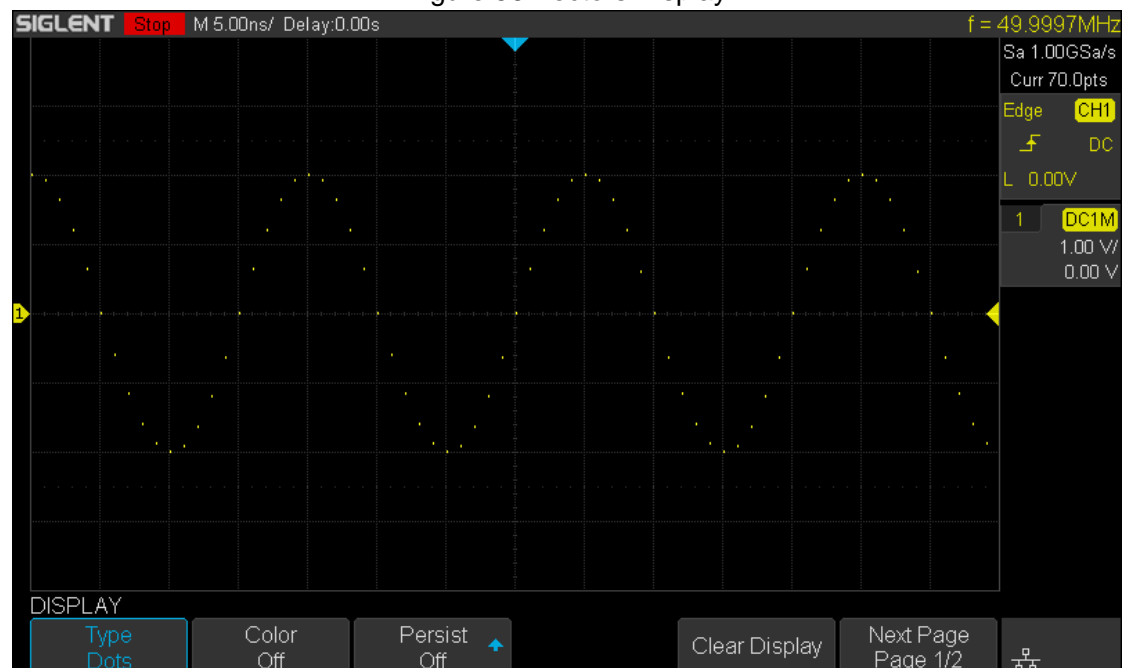 SIGLENT Stop M 5.00ns/ Delay:0.00s f = 49.9997MHz
Sa 1.00GSa/s
Curr 70.0pts
Edge CH1
DC
L 0.00V
1 DC1M
1.00 V/
0.00 V
1
DISPLAY
Type Color Persist Clear Display Next Page
Dots Off Off Page 1/2